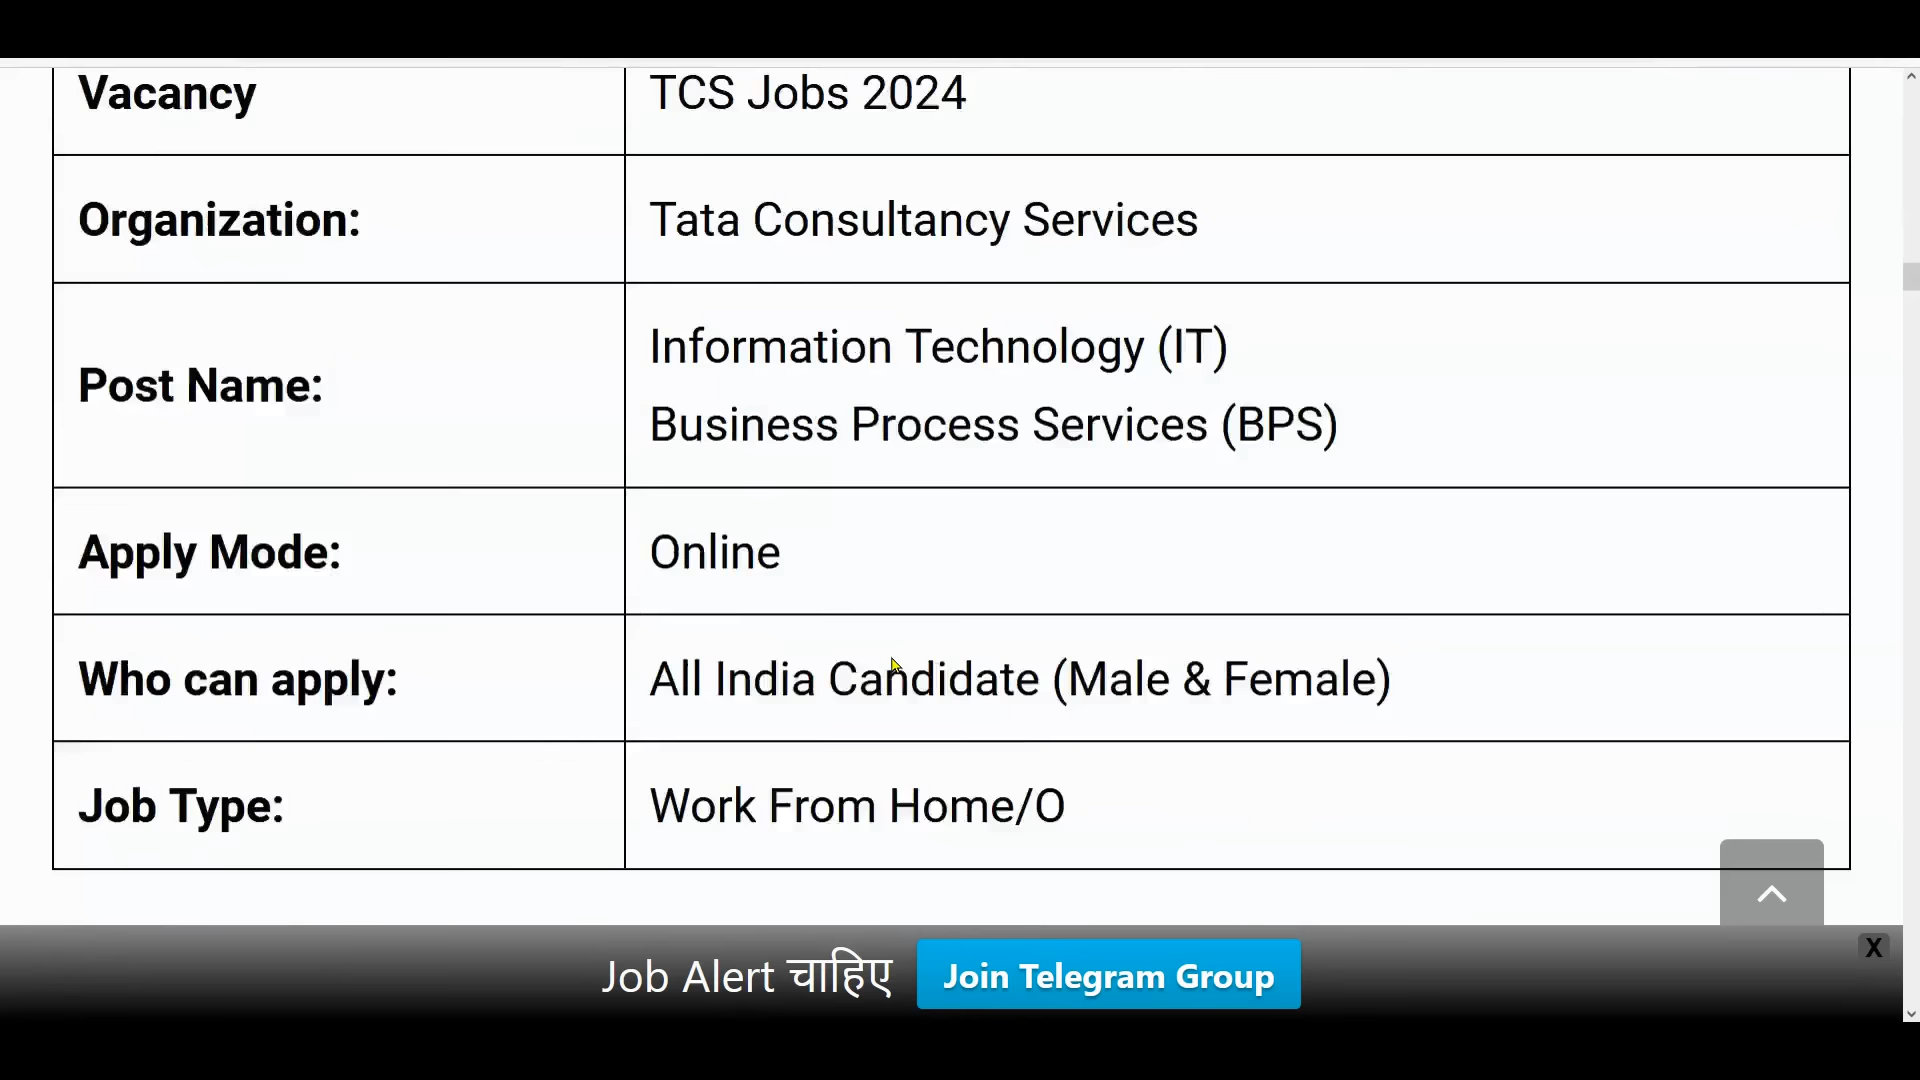 Vacancy TCS Jobs 2024
Organization: Tata Consultancy Services
Post Name: Information Technology (IT)
Business Process Services (BPS)
Apply Mode: Online
Who can apply: All India Candidate (Male & Female)
Job Type: Work From Home/O
Job Alert चाहिए Join Telegram Group
X